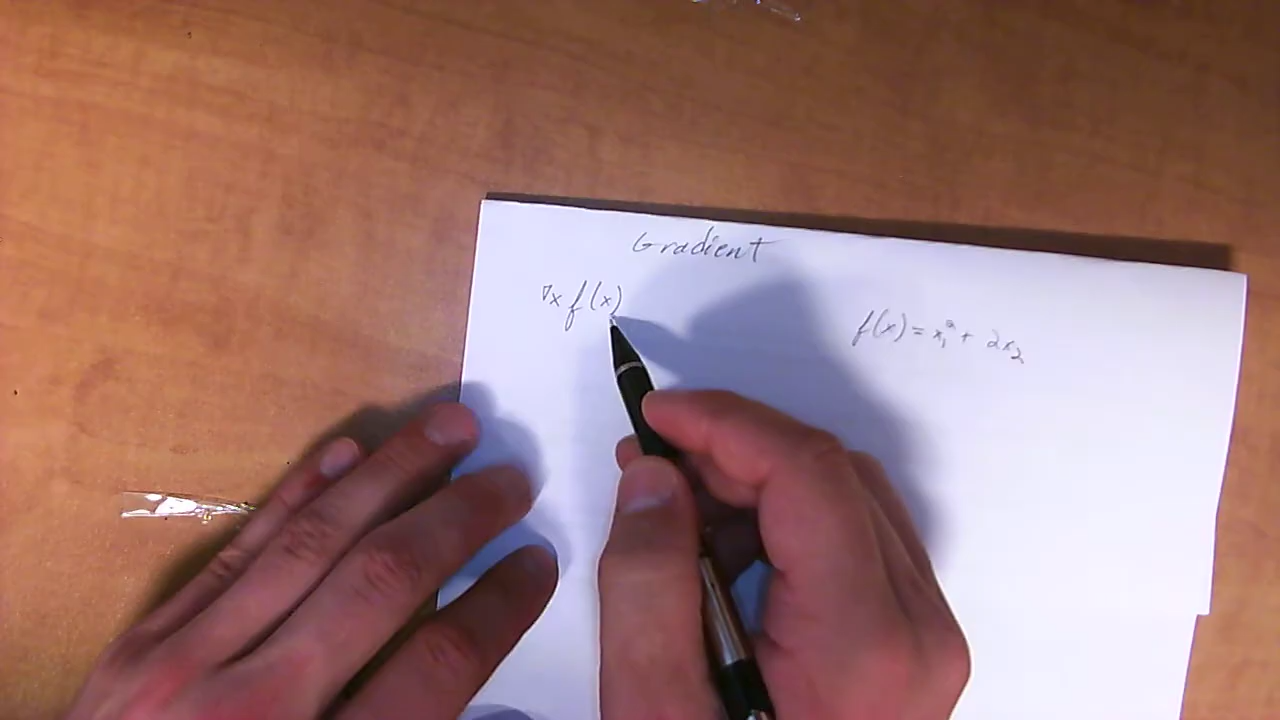 Gradient
∇x f(x)
f(x) = x₁² + 2x₂